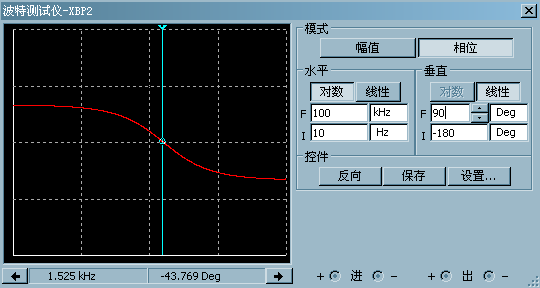 波特测试仪-XBP2
模式
幅值 相位
水平 垂直
对数 线性 对数 线性
F 100 kHz F 90 Deg
I 10 Hz I -180 Deg
控件
反向 保存 设置...
1.525 kHz -43.769 Deg + 进 - + 出 -